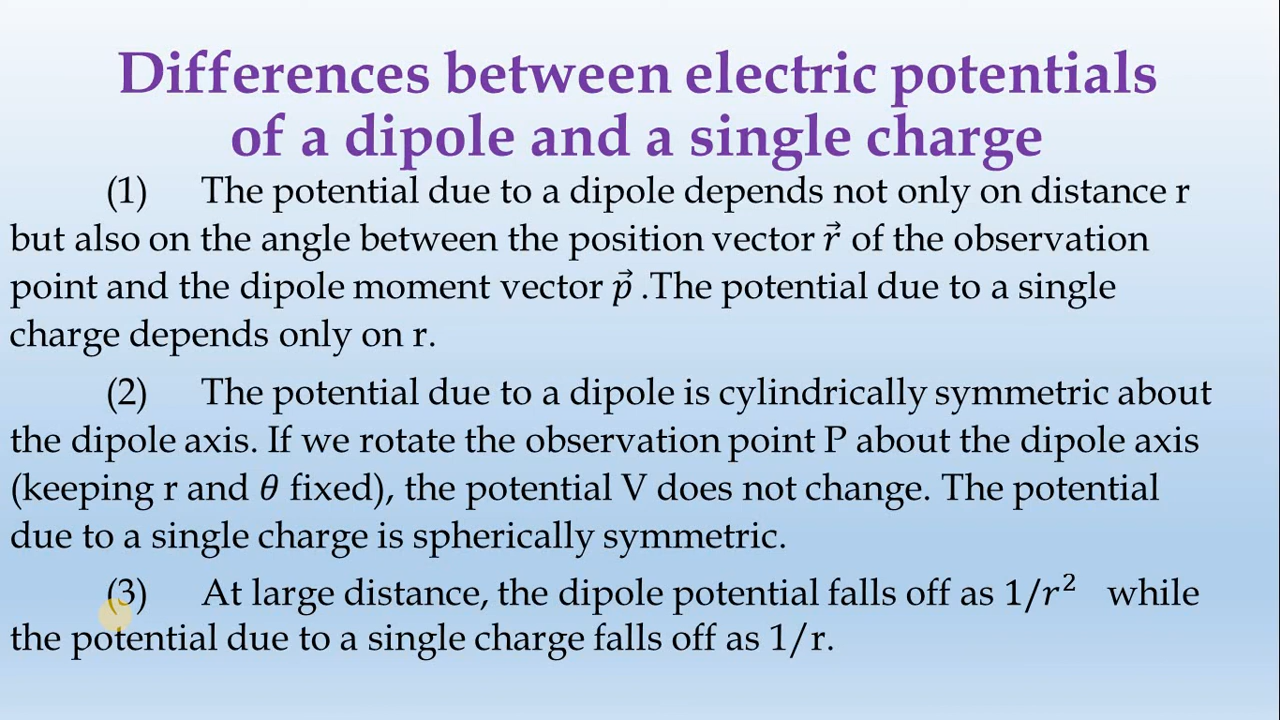 Differences between electric potentials
of a dipole and a single charge
(1) The potential due to a dipole depends not only on distance r
but also on the angle between the position vector r⃗ of the observation
point and the dipole moment vector p⃗ .The potential due to a single
charge depends only on r.
(2) The potential due to a dipole is cylindrically symmetric about
the dipole axis. If we rotate the observation point P about the dipole axis
(keeping r and θ fixed), the potential V does not change. The potential
due to a single charge is spherically symmetric.
(3) At large distance, the dipole potential falls off as 1/r² while
the potential due to a single charge falls off as 1/r.